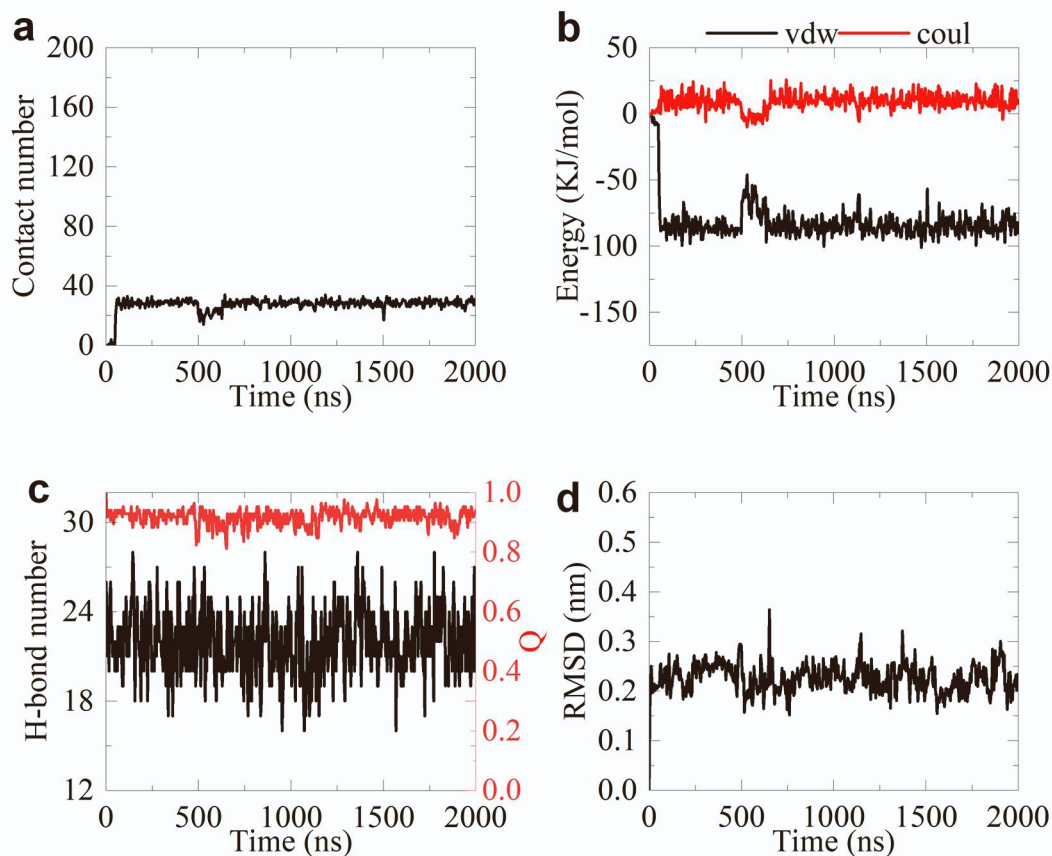 a
200
160
120
80
40
0
Contact number
0 500 1000 1500 2000
Time (ns)
b
vdw coul
50
25
0
-50
-75
-100
-150
Energy (KJ/mol)
0 500 1000 1500 2000
Time (ns)
c
30
24
18
12
H-bond number
1.0
0.8
0.6
0.4
0.2
0.0
Q
0 500 1000 1500 2000
Time (ns)
d
0.6
0.5
0.4
0.3
0.2
0.1
0.0
RMSD (nm)
0 500 1000 1500 2000
Time (ns)